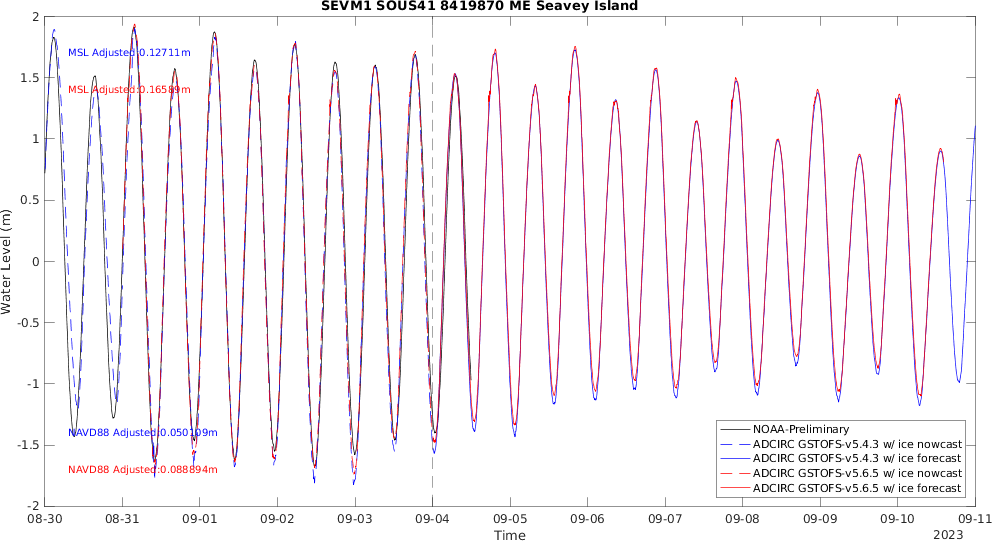 SEVM1 SOUS41 8419870 ME Seavey Island
2
1.5
1
0.5
0
-0.5
-1
-1.5
-2
Water Level (m)
MSL Adjusted:0.12711m
MSL Adjusted:0.16589m
NAVD88 Adjusted:0.050109m
NAVD88 Adjusted:0.088894m
NOAA-Preliminary
ADCIRC GSTOFS-v5.4.3 w/ ice nowcast
ADCIRC GSTOFS-v5.4.3 w/ ice forecast
ADCIRC GSTOFS-v5.6.5 w/ ice nowcast
ADCIRC GSTOFS-v5.6.5 w/ ice forecast
08-30 08-31 09-01 09-02 09-03 09-04 09-05 09-06 09-07 09-08 09-09 09-10 09-11
Time
2023